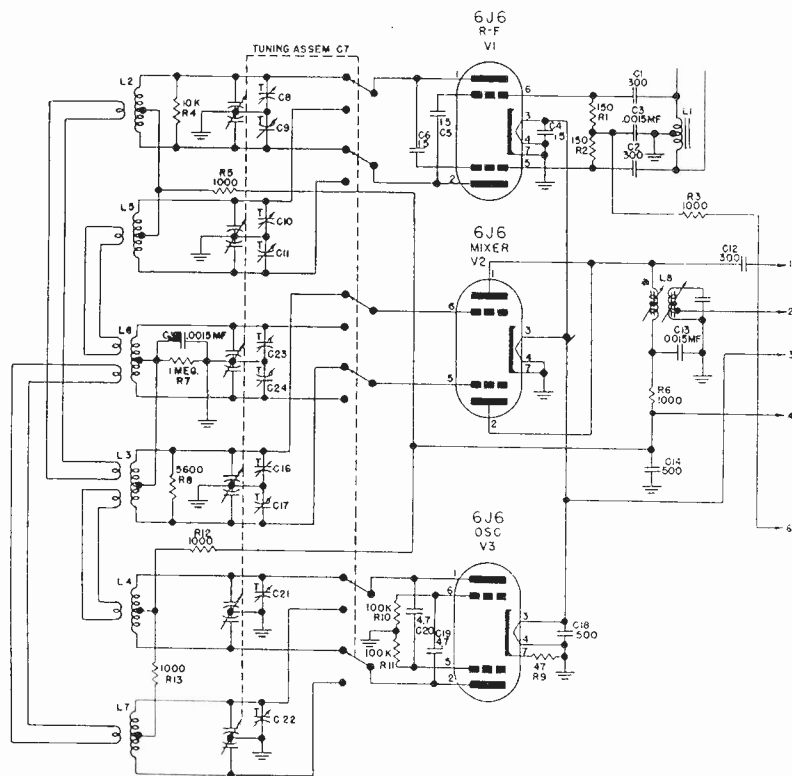 6J6
R-F
V1
TUNING ASSEM C7
L2
10K
R4
T
C8
T
C9
1
6
C6
15
15
C5
2
5
3
4
7
C4
15
150
R1
150
R2
C1
300
C3
.0015MF
C2
300
L1
R5
1000
R3
1000
L5
T
C10
T
C11
6J6
MIXER
V2
1
6
5
2
3
4
7
C12
300
L8
C13
.0015MF
R6
1000
C14
500
1
2
3
4
6
L6
.0015MF
1 MEG.
R7
T
C23
T
C24
L3
5600
R8
T
C16
T
C17
R12
1000
6J6
OSC
V3
L4
T
C21
100K
R10
100K
R11
4.7
C20
C19
4.7
1
6
5
2
3
4
7
47
R9
C18
500
1000
R13
L7
T
C22